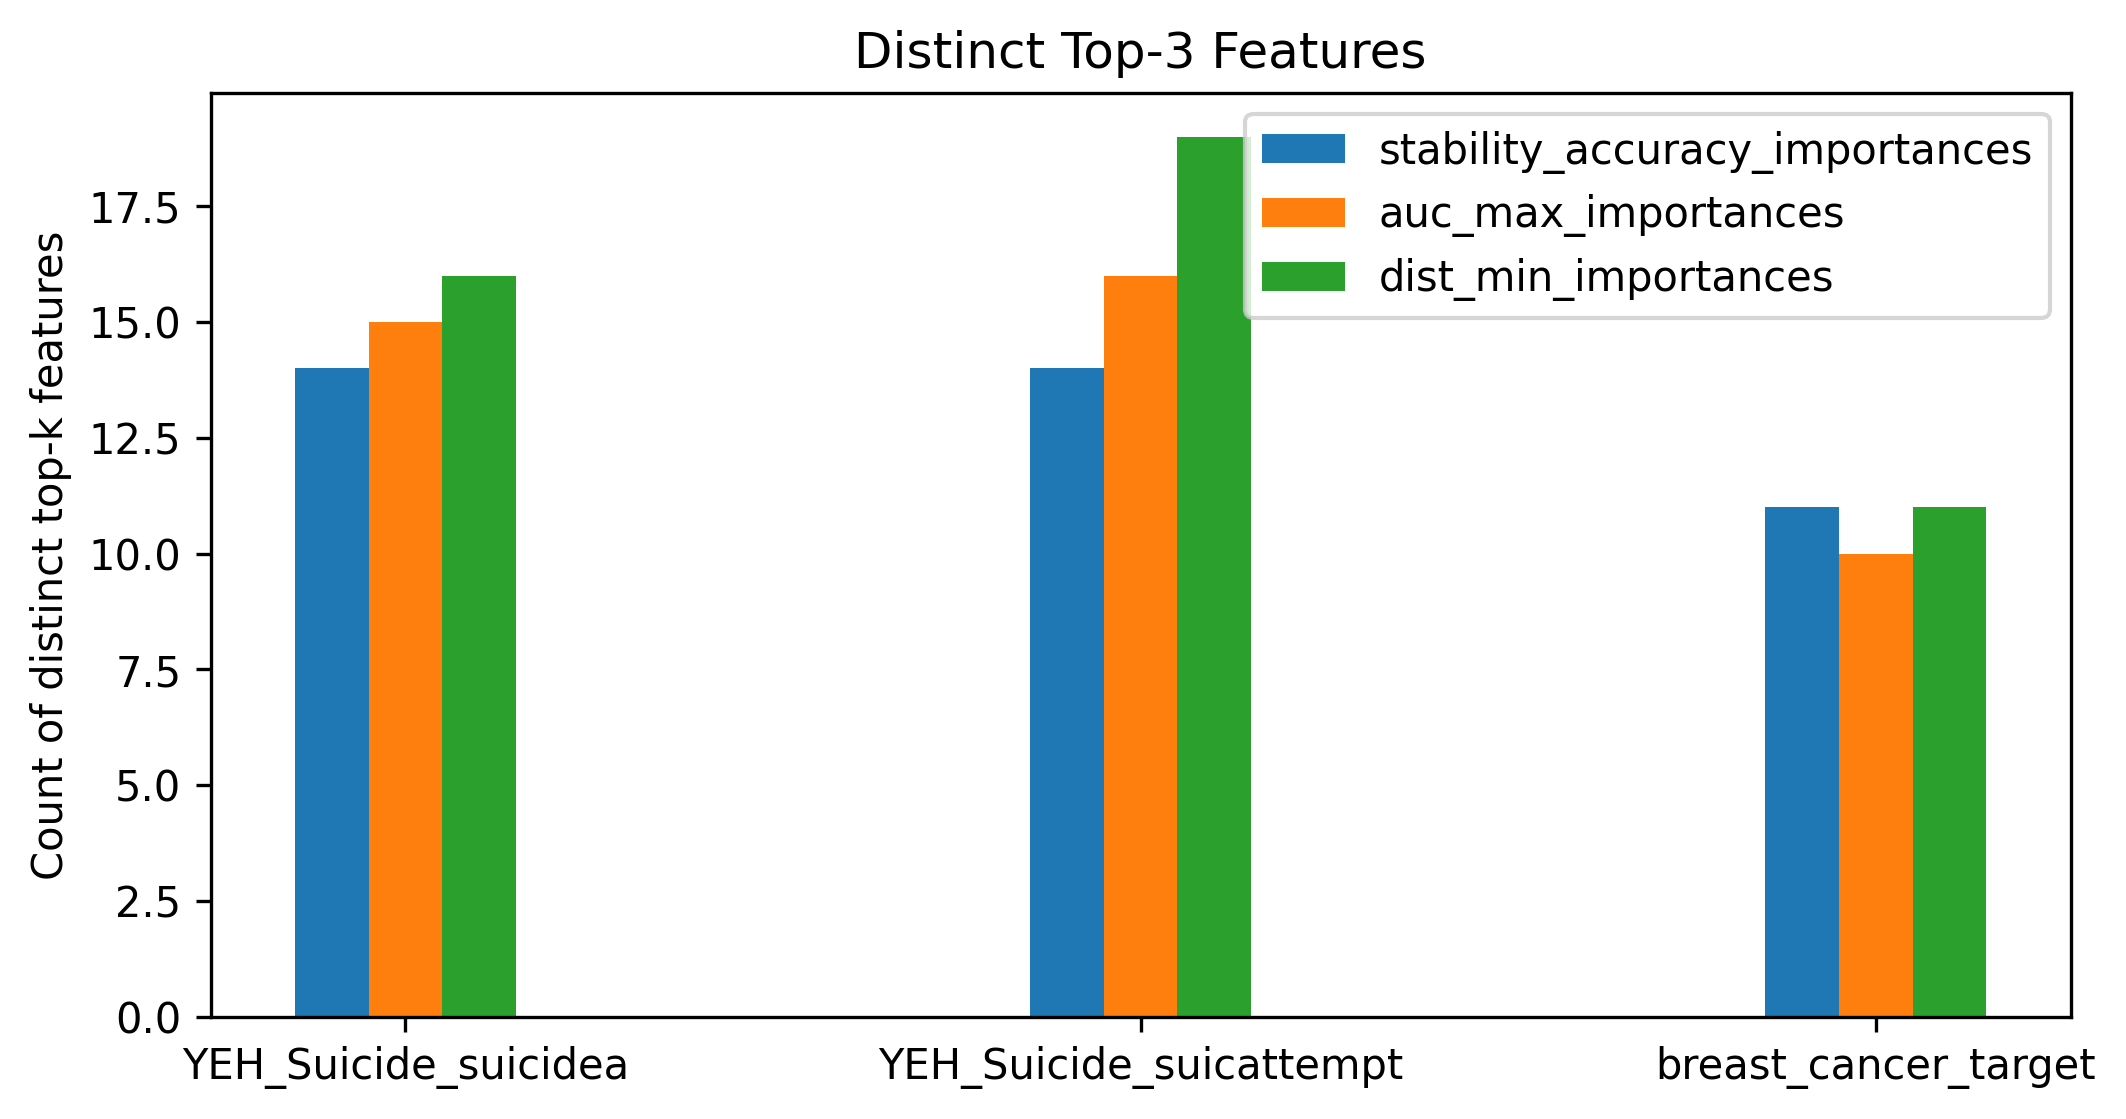 Distinct Top-3 Features
stability_accuracy_importances
auc_max_importances
dist_min_importances
Count of distinct top-k features
17.5
15.0
12.5
10.0
7.5
5.0
2.5
0.0
YEH_Suicide_suicidea
YEH_Suicide_suicattempt
breast_cancer_target